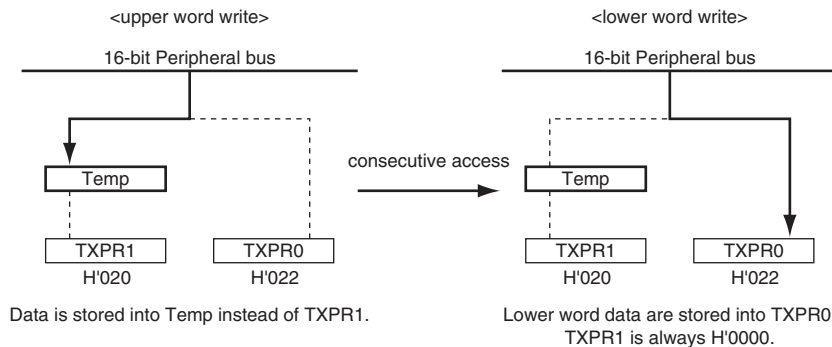 <upper word write>
16-bit Peripheral bus
Temp
TXPR1
TXPR0
H'020
H'022
Data is stored into Temp instead of TXPR1.
consecutive access
<lower word write>
16-bit Peripheral bus
Temp
TXPR1
TXPR0
H'020
H'022
Lower word data are stored into TXPR0.
TXPR1 is always H'0000.